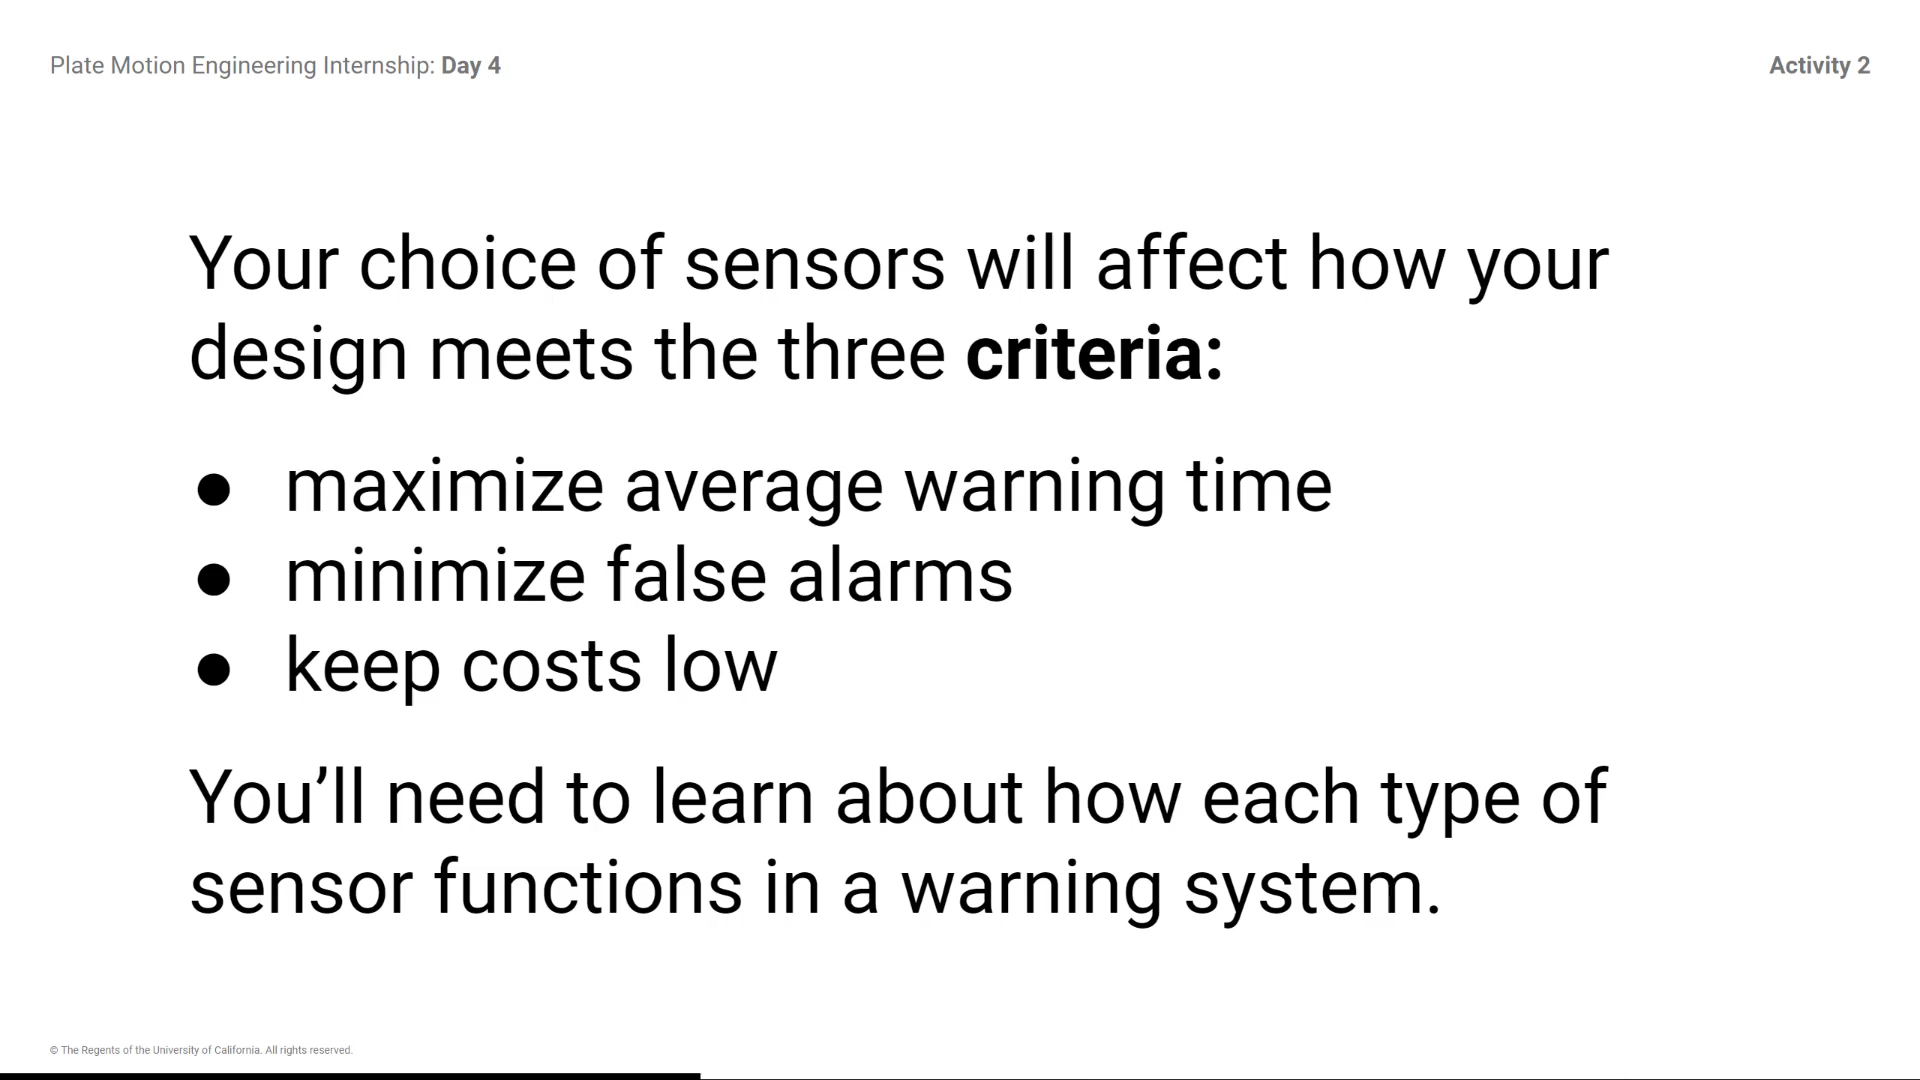 Plate Motion Engineering Internship: Day 4
Activity 2
Your choice of sensors will affect how your
design meets the three criteria:
● maximize average warning time
● minimize false alarms
● keep costs low
You’ll need to learn about how each type of
sensor functions in a warning system.
© The Regents of the University of California. All rights reserved.